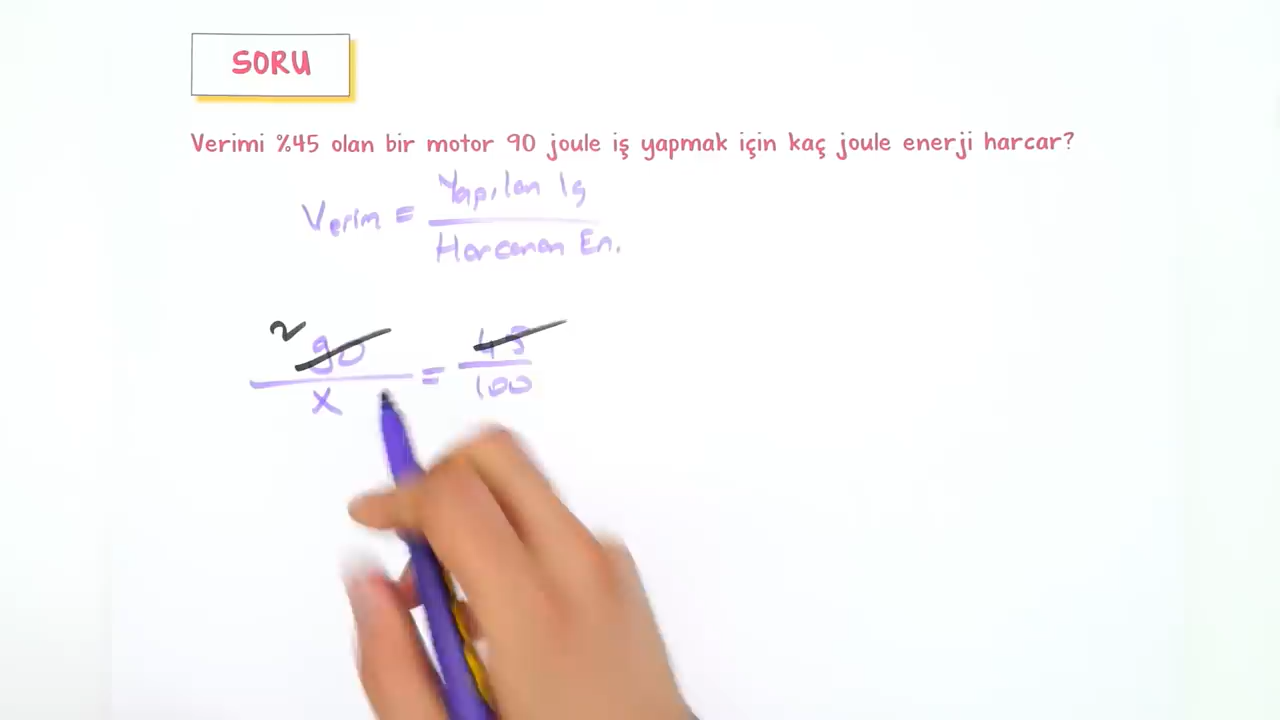 SORU
Verimi %45 olan bir motor 90 joule iş yapmak için kaç joule enerji harcar?
Verim = Yapılan İş
Harcanan En.
2 90 = 45
x 100